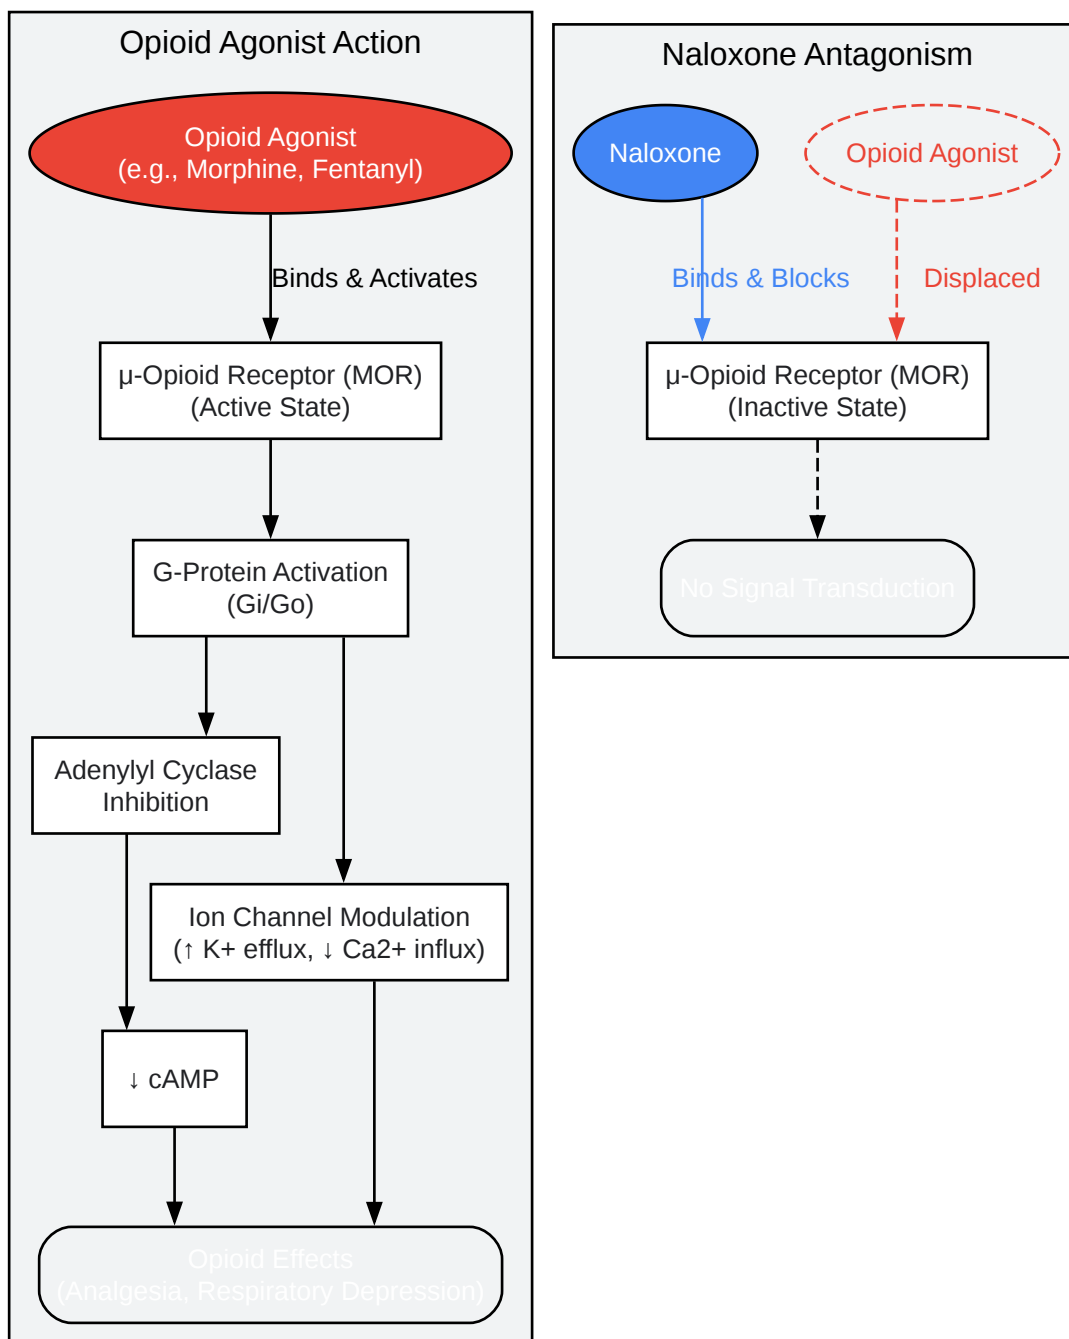 Opioid Agonist Action
Opioid Agonist
(e.g., Morphine, Fentanyl)
Binds & Activates
μ-Opioid Receptor (MOR)
(Active State)
G-Protein Activation
(Gi/Go)
Adenylyl Cyclase
Inhibition
Ion Channel Modulation
(↑ K+ efflux, ↓ Ca2+ influx)
↓ cAMP
Opioid Effects
(Analgesia, Respiratory Depression)
Naloxone Antagonism
Naloxone
Opioid Agonist
Binds & Blocks
Displaced
μ-Opioid Receptor (MOR)
(Inactive State)
No Signal Transduction